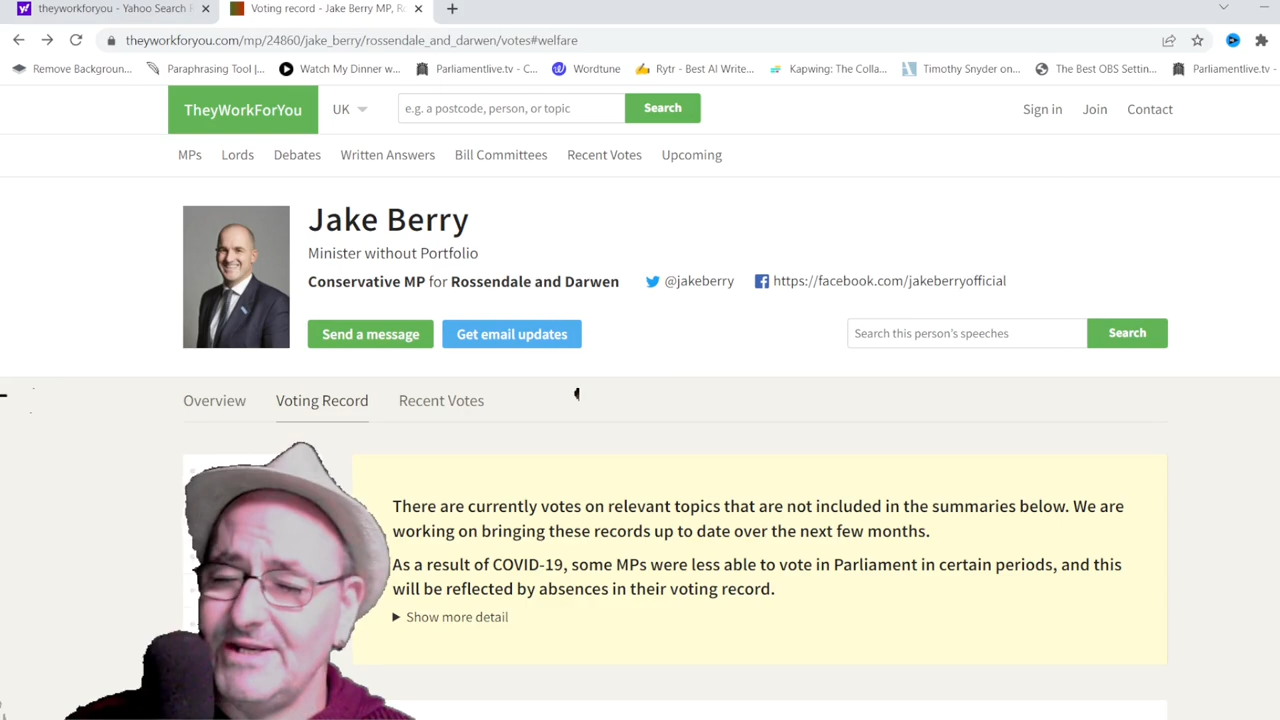 theyworkforyou - Yahoo Search
Voting record - Jake Berry MP, R
theyworkforyou.com/mp/24860/jake_berry/rossendale_and_darwen/votes#welfare
Remove Backgroun... Paraphrasing Tool |... Watch My Dinner w... Parliamentlive.tv - C... Wordtune Rytr - Best AI Write... Kapwing: The Colla... Timothy Snyder on... The Best OBS Settin... Parliamentlive.tv -
TheyWorkForYou UK e.g. a postcode, person, or topic Search Sign in Join Contact
MPs Lords Debates Written Answers Bill Committees Recent Votes Upcoming
Jake Berry
Minister without Portfolio
Conservative MP for Rossendale and Darwen @jakeberry https://facebook.com/jakeberryofficial
Send a message Get email updates Search this person's speeches Search
Overview Voting Record Recent Votes
There are currently votes on relevant topics that are not included in the summaries below. We are
working on bringing these records up to date over the next few months.
As a result of COVID-19, some MPs were less able to vote in Parliament in certain periods, and this
will be reflected by absences in their voting record.
Show more detail